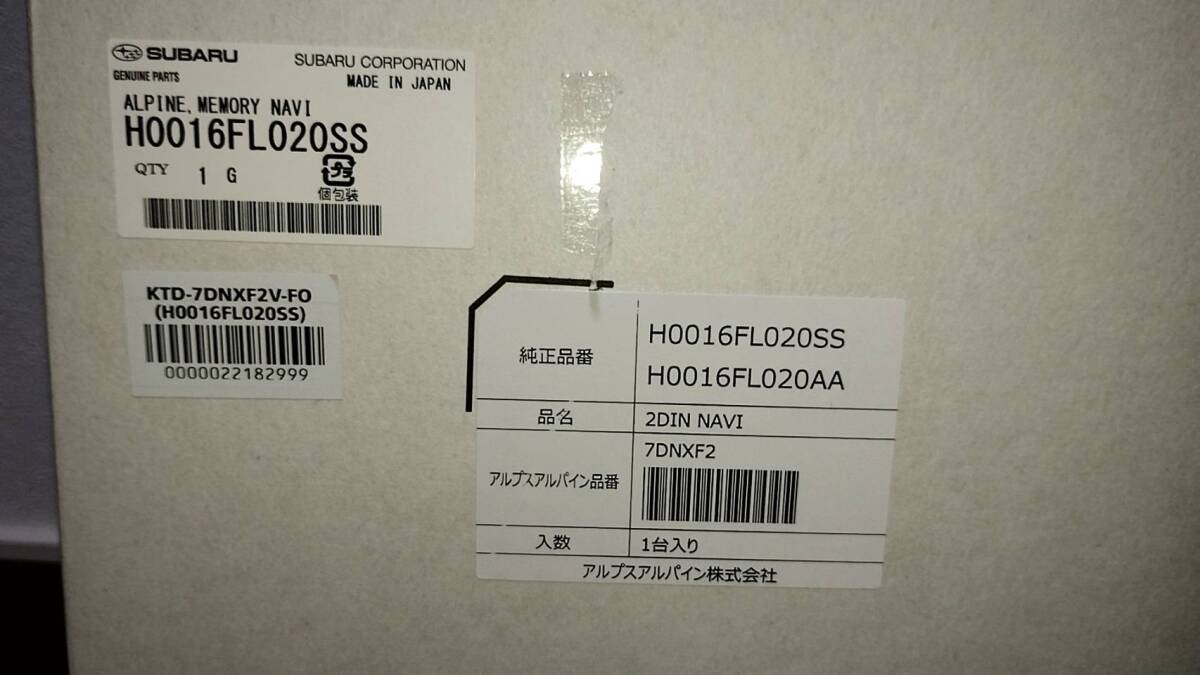 SUBARU
SUBARU CORPORATION
GENUINE PARTS
MADE IN JAPAN
ALPINE,MEMORY NAVI
H0016FL020SS
QTY 1 G
プラ
個包装
KTD-7DNXF2V-FO
(H0016FL020SS)
0000022182999
純正品番 H0016FL020SS
H0016FL020AA
品名 2DIN NAVI
アルプスアルパイン品番 7DNXF2
入数 1台入り
アルプスアルパイン株式会社